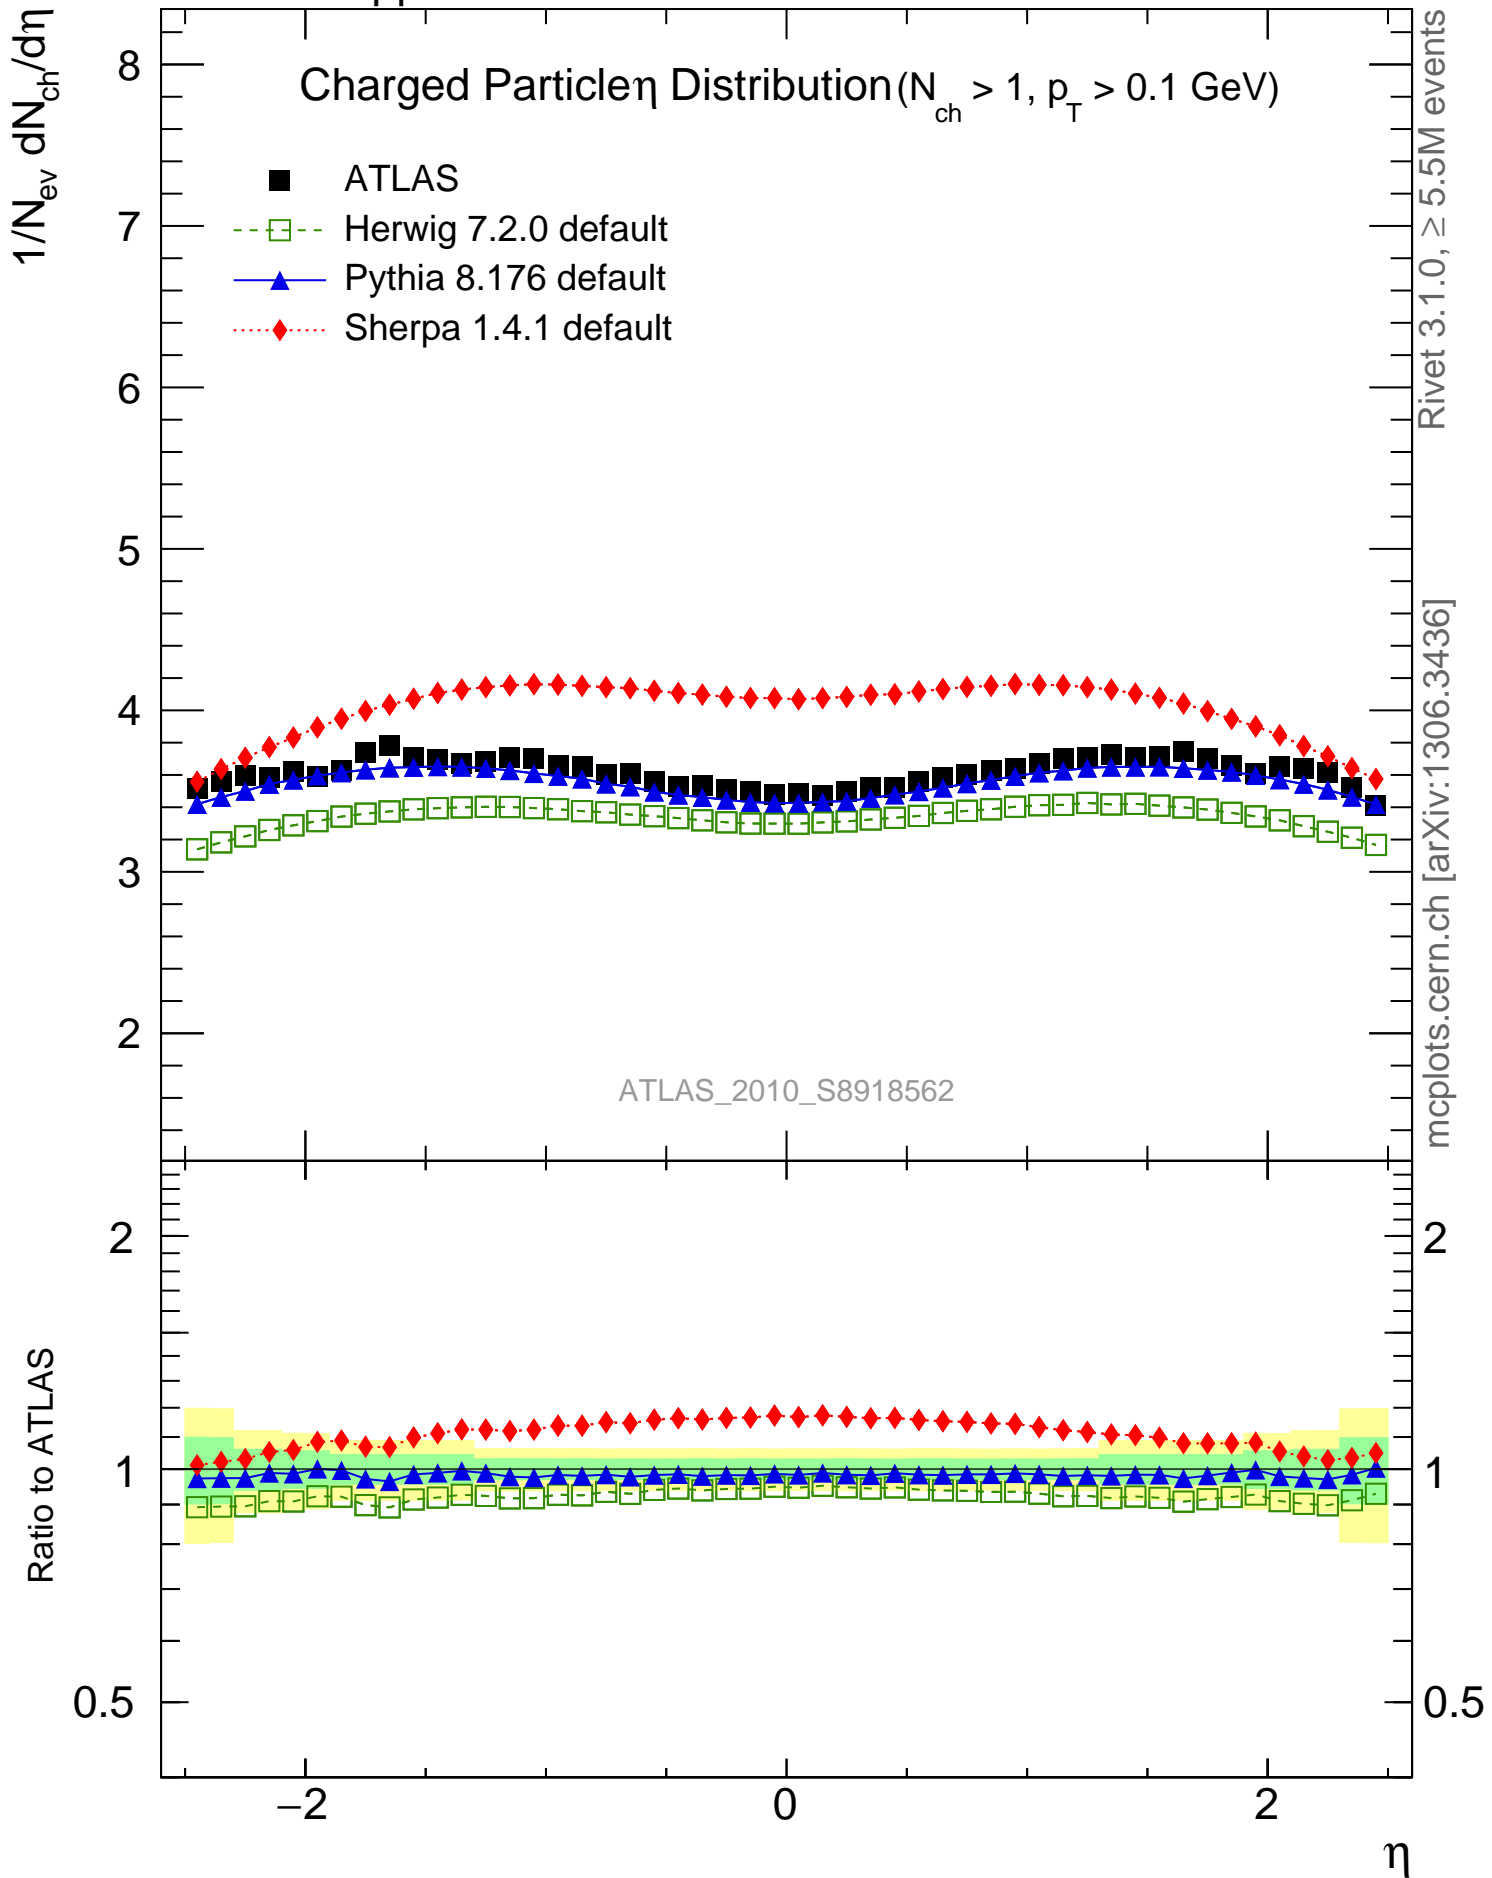 pp
1/N_ev dN_ch/dη
Charged Particle η Distribution (N_ch > 1, p_T > 0.1 GeV)
ATLAS
Herwig 7.2.0 default
Pythia 8.176 default
Sherpa 1.4.1 default
8
7
6
5
4
3
2
ATLAS_2010_S8918562
Rivet 3.1.0, ≥ 5.5M events
mcplots.cern.ch [arXiv:1306.3436]
Ratio to ATLAS
2
1
0.5
2
1
0.5
−2
0
2
η